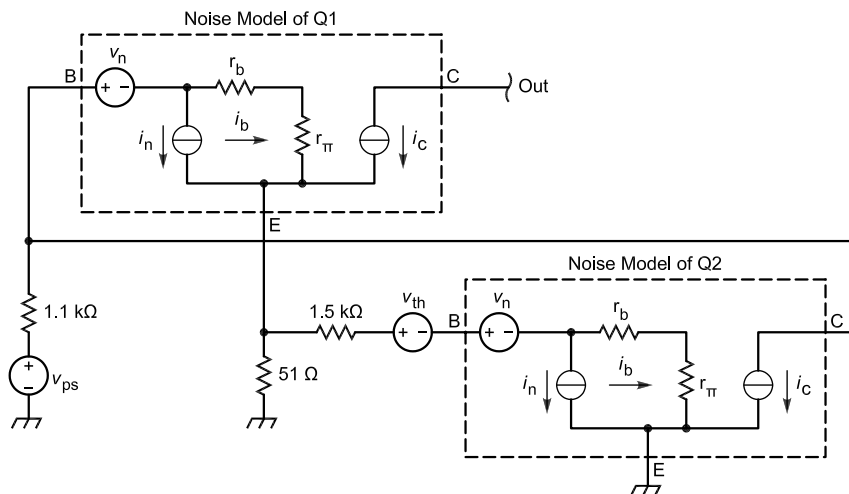 Noise Model of Q1
B
vn
rb
C
Out
in
ib
rπ
ic
E
Noise Model of Q2
1.1 kΩ
1.5 kΩ
vth
B
vn
rb
C
vps
51 Ω
in
ib
rπ
ic
E